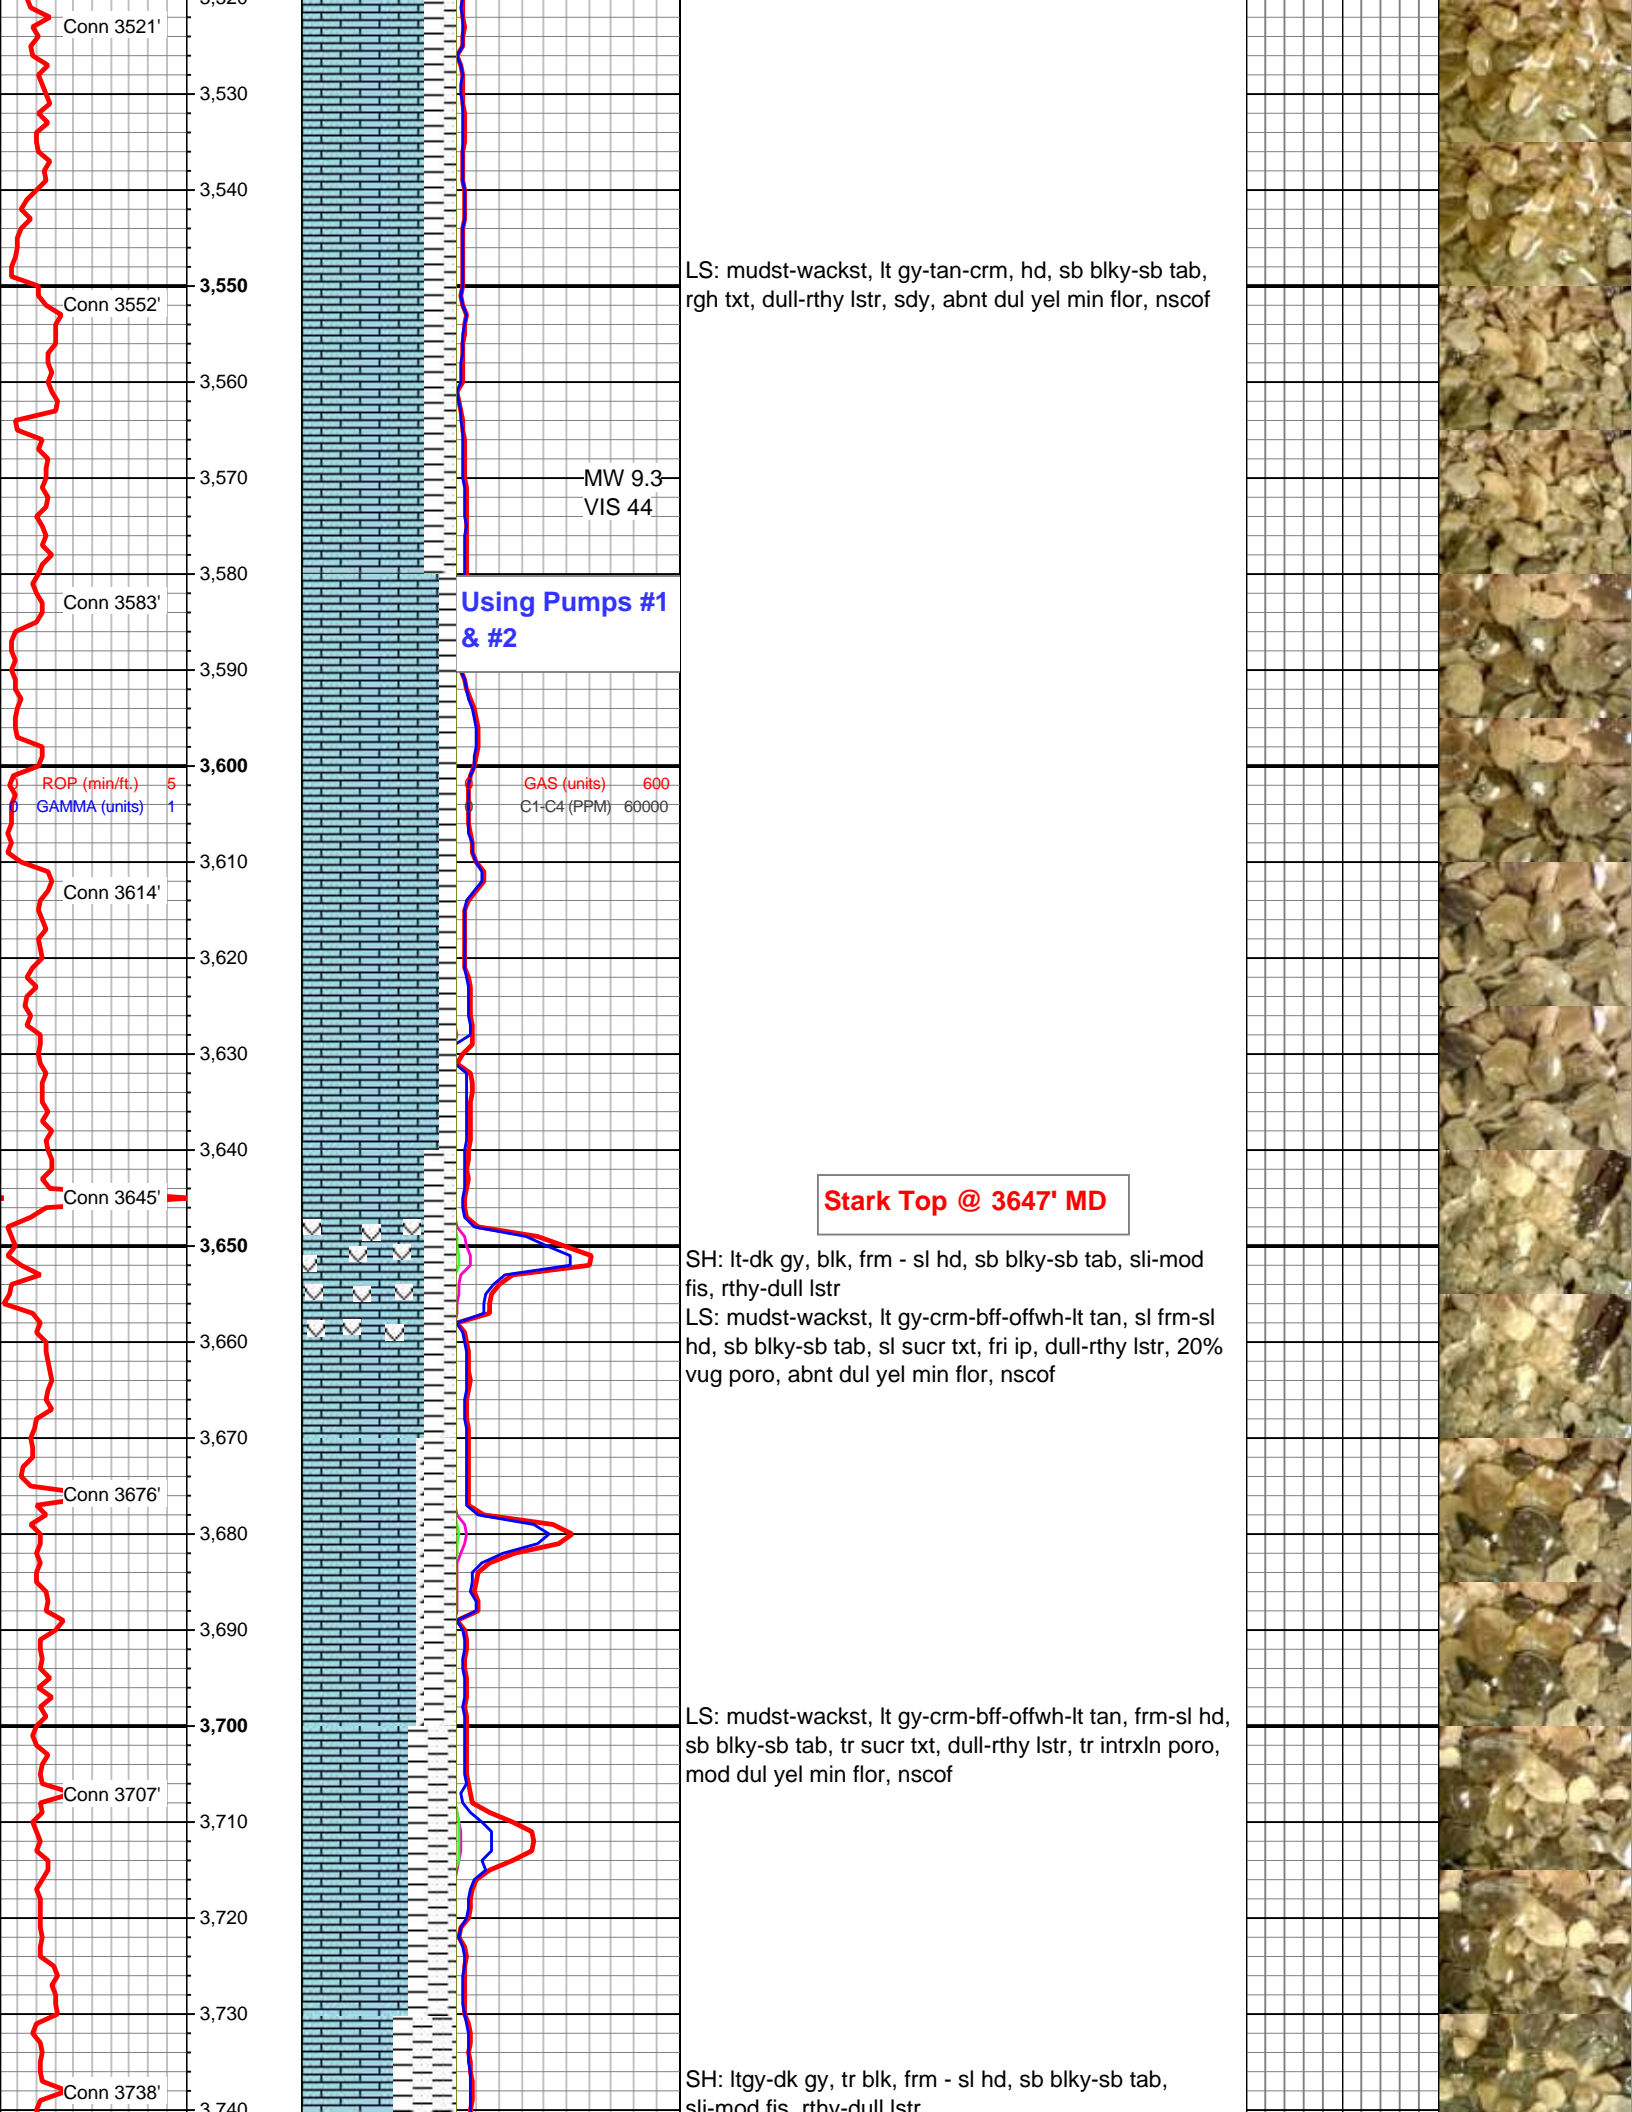 3,520
Conn 3521'
3,530
3,540
LS: mudst-wackst, lt gy-tan-crm, hd, sb blky-sb tab,
rgh txt, dull-rthy lstr, sdy, abnt dul yel min flor, nscof
3,550
Conn 3552'
3,560
3,570
MW 9.3
VIS 44
3,580
Conn 3583'
Using Pumps #1
& #2
3,590
3,600
0 ROP (min/ft.) 5
0 GAMMA (units) 1
0 GAS (units) 600
0 C1-C4 (PPM) 60000
3,610
Conn 3614'
3,620
3,630
3,640
Conn 3645'
Stark Top @ 3647' MD
3,650
SH: lt-dk gy, blk, frm - sl hd, sb blky-sb tab, sli-mod
fis, rthy-dull lstr
LS: mudst-wackst, lt gy-crm-bff-offwh-lt tan, sl frm-sl
hd, sb blky-sb tab, sl sucr txt, fri ip, dull-rthy lstr, 20%
vug poro, abnt dul yel min flor, nscof
3,660
3,670
Conn 3676'
3,680
3,690
3,700
LS: mudst-wackst, lt gy-crm-bff-offwh-lt tan, frm-sl hd,
sb blky-sb tab, tr sucr txt, dull-rthy lstr, tr intrxln poro,
mod dul yel min flor, nscof
Conn 3707'
3,710
3,720
3,730
Conn 3738'
3,740
SH: ltgy-dk gy, tr blk, frm - sl hd, sb blky-sb tab,
sli-mod fis, rthy-dull lstr